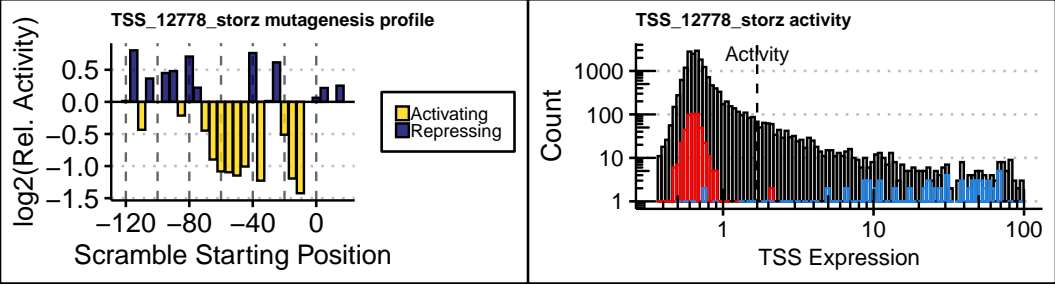 TSS_12778_storz mutagenesis profile
log2(Rel. Activity)
0.5
0.0
−0.5
−1.0
−1.5
−120
−80
−40
0
Scramble Starting Position
Activating
Repressing
TSS_12778_storz activity
Activity
Count
1000
100
10
1
1
10
100
TSS Expression